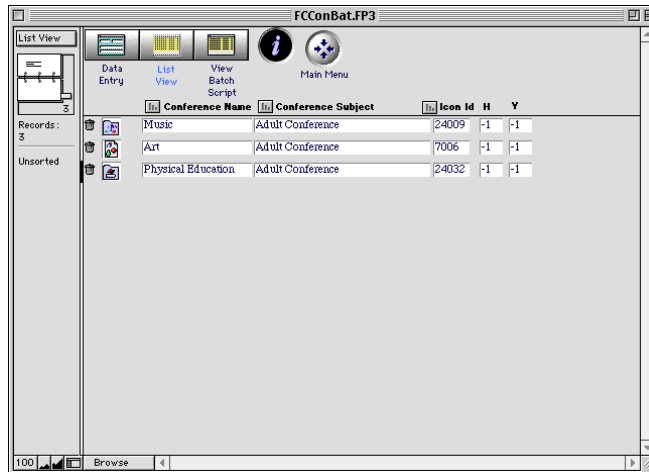 FCConBat.FP3
List View
3
Records:
3
Unsorted
Data Entry
List View
View Batch Script
i
Main Menu
Conference Name Conference Subject Icon Id H Y
Music Adult Conference 24009 -1 -1
Art Adult Conference 7006 -1 -1
Physical Education Adult Conference 24032 -1 -1
100 Browse